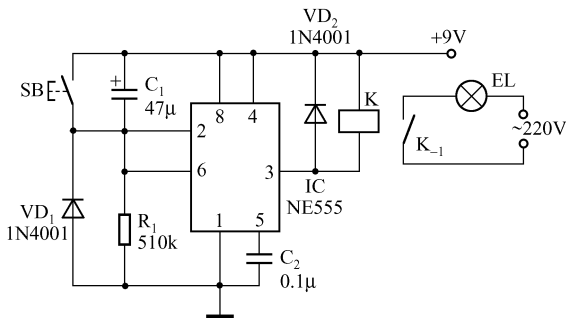 VD₂
1N4001
+9V
SB
+
C₁
47μ
8
4
K
EL
2
~220V
K₋₁
6
3
IC
NE555
VD₁
1N4001
R₁
510k
1
5
C₂
0.1μ